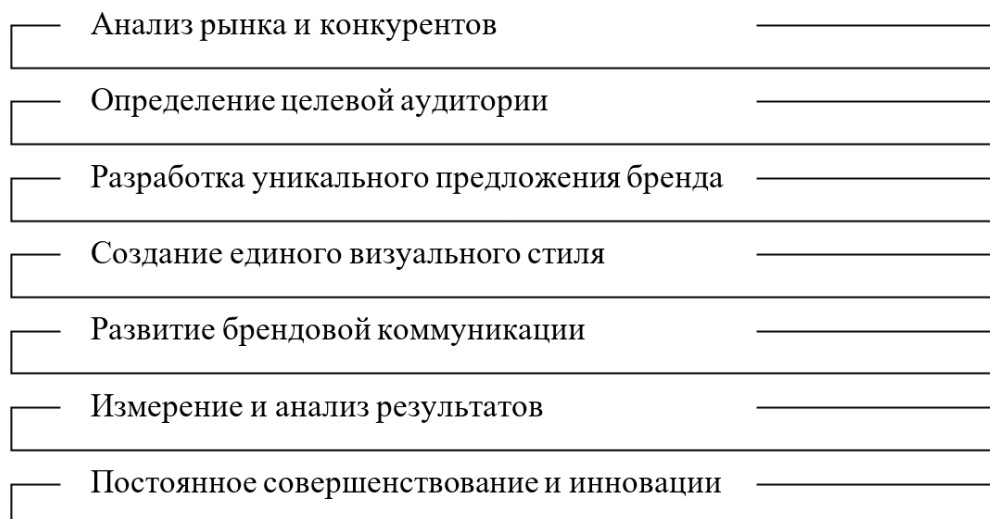 Анализ рынка и конкурентов
Определение целевой аудитории
Разработка уникального предложения бренда
Создание единого визуального стиля
Развитие брендовой коммуникации
Измерение и анализ результатов
Постоянное совершенствование и инновации